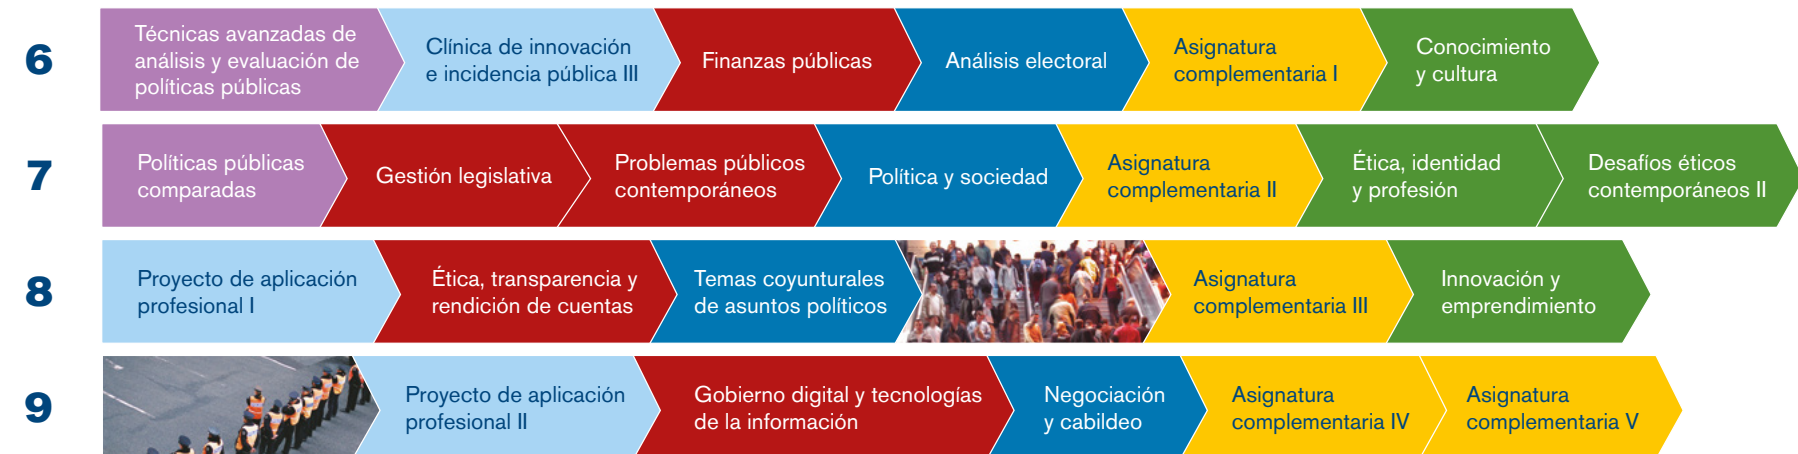 6
Técnicas avanzadas de
análisis y evaluación de
políticas públicas
Clínica de innovación
e incidencia pública III
Finanzas públicas
Análisis electoral
Asignatura
complementaria I
Conocimiento
y cultura
7
Políticas públicas
comparadas
Gestión legislativa
Problemas públicos
contemporáneos
Política y sociedad
Asignatura
complementaria II
Ética, identidad
y profesión
Desafíos éticos
contemporáneos II
8
Proyecto de aplicación
profesional I
Ética, transparencia y
rendición de cuentas
Temas coyunturales
de asuntos políticos
Asignatura
complementaria III
Innovación y
emprendimiento
9
Proyecto de aplicación
profesional II
Gobierno digital y tecnologías
de la información
Negociación
y cabildeo
Asignatura
complementaria IV
Asignatura
complementaria V